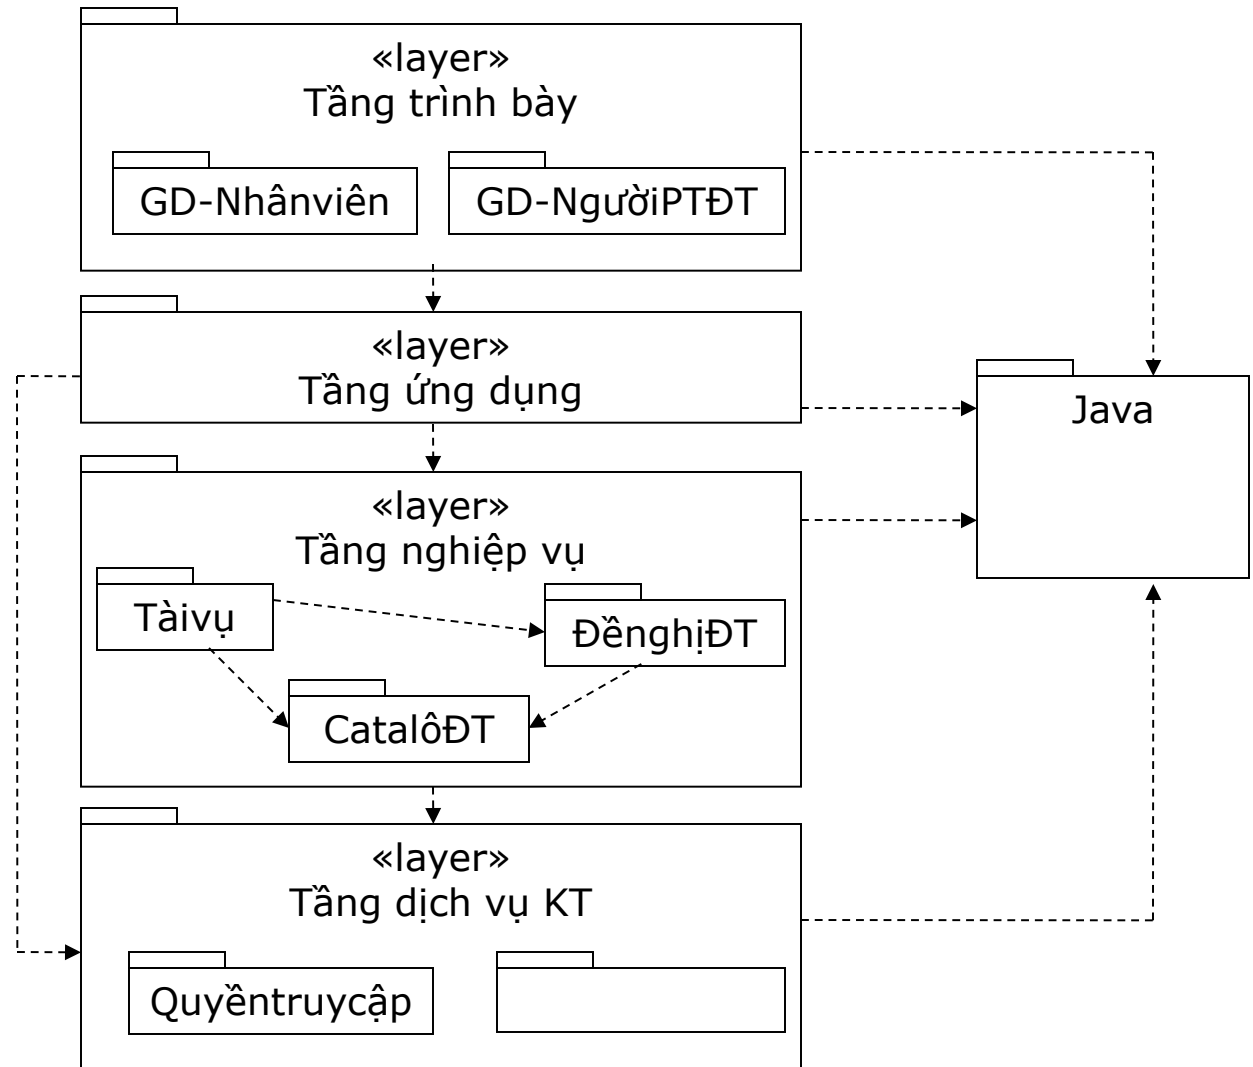 «layer»
Tầng trình bày
GD-Nhânviên
GD-NgườiPTĐT
«layer»
Tầng ứng dụng
Java
«layer»
Tầng nghiệp vụ
Tàivụ
ĐềnghịĐT
CatalôĐT
«layer»
Tầng dịch vụ KT
Quyềntruycập